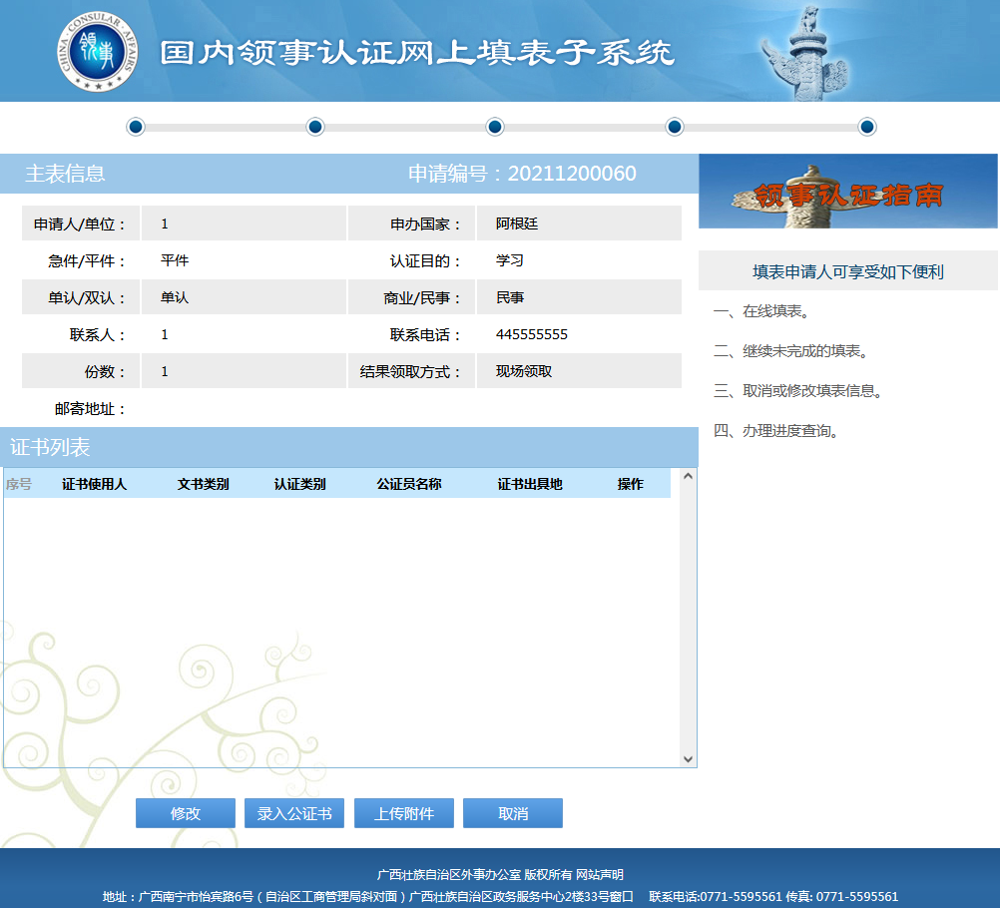 CHINA CONSULAR AFFAIRS
领事
国内领事认证网上填表子系统
主表信息 申请编号：20211200060
领事认证指南
申请人/单位： 1 申办国家： 阿根廷
急件/平件： 平件 认证目的： 学习
单认/双认： 单认 商业/民事： 民事
联系人： 1 联系电话： 445555555
份数： 1 结果领取方式： 现场领取
邮寄地址：
填表申请人可享受如下便利
一、在线填表。
二、继续未完成的填表。
三、取消或修改填表信息。
四、办理进度查询。
证书列表
序号 证书使用人 文书类别 认证类别 公证员名称 证书出具地 操作
修改 录入公证书 上传附件 取消
广西壮族自治区外事办公室 版权所有 网站声明
地址：广西南宁市怡宾路6号（自治区工商管理局斜对面）广西壮族自治区政务服务中心2楼33号窗口 联系电话:0771-5595561 传真: 0771-5595561